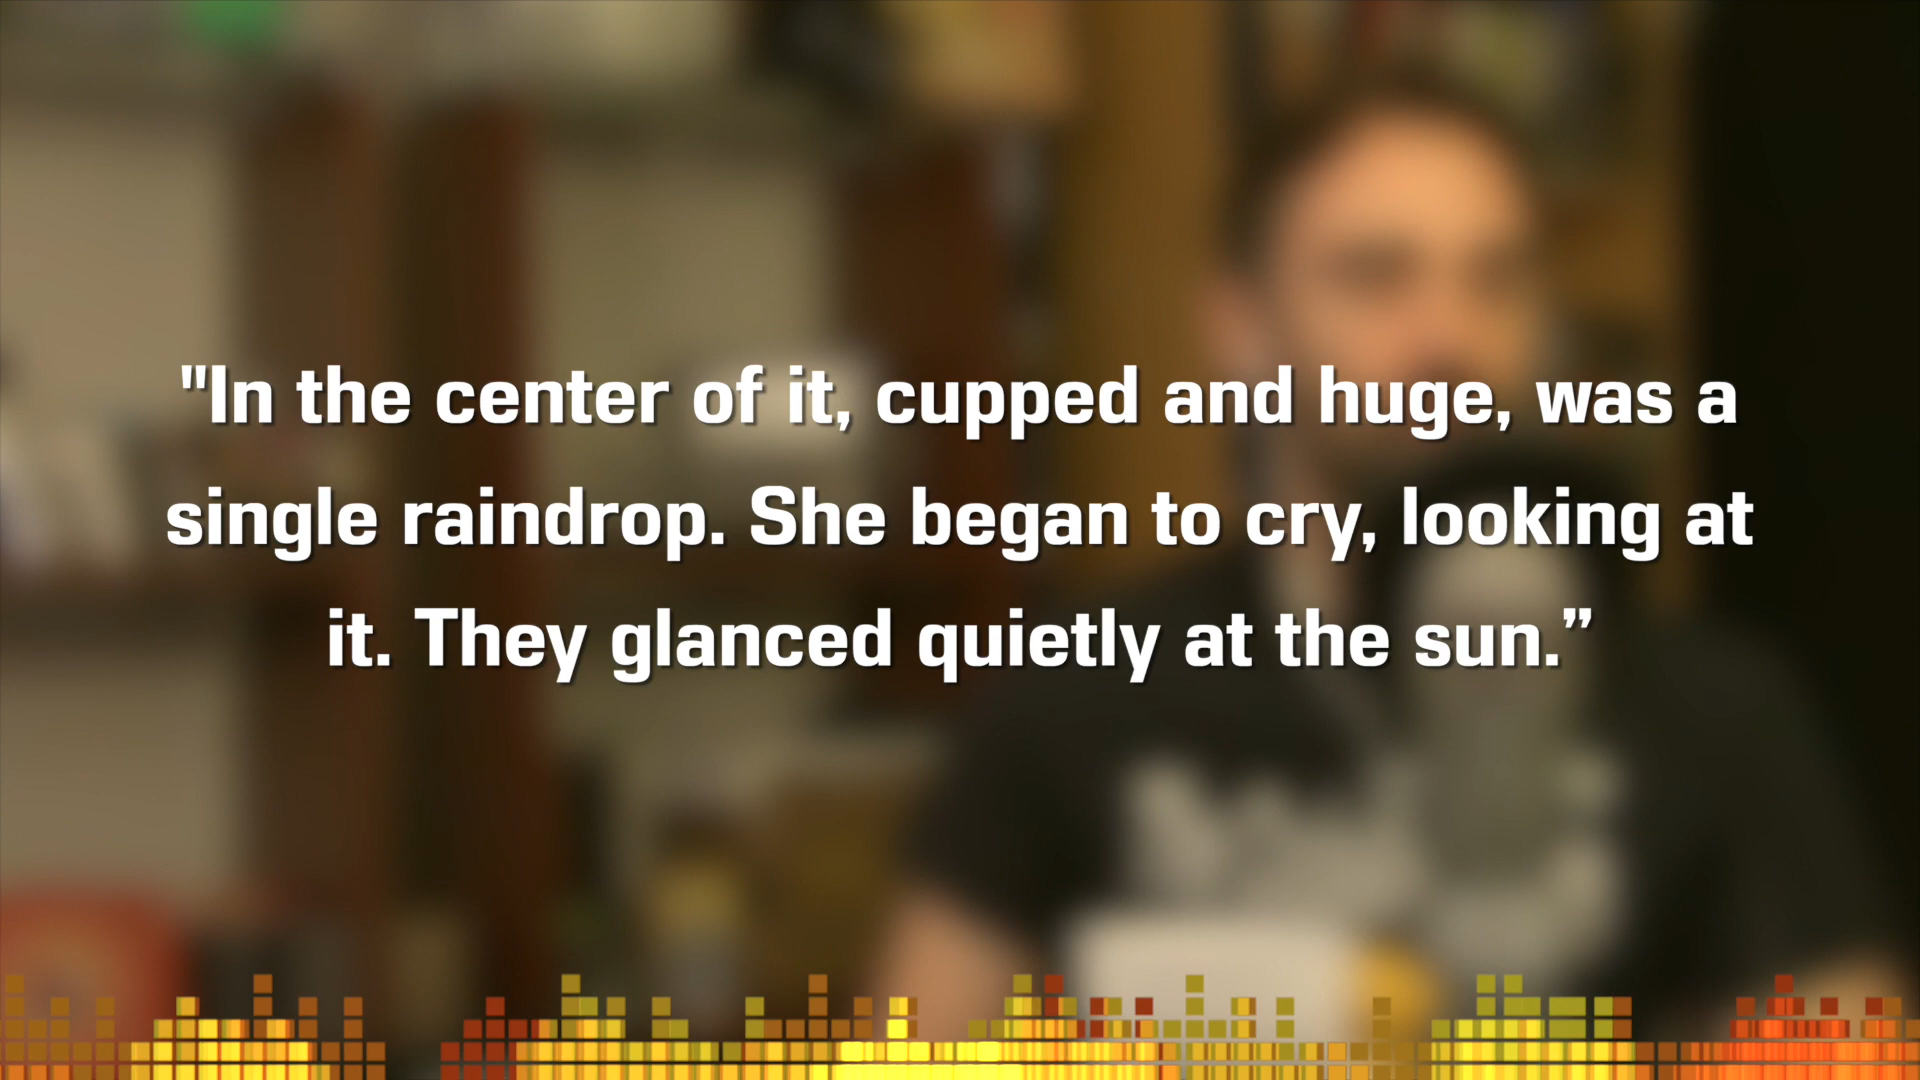 "In the center of it, cupped and huge, was a
single raindrop. She began to cry, looking at
it. They glanced quietly at the sun.”